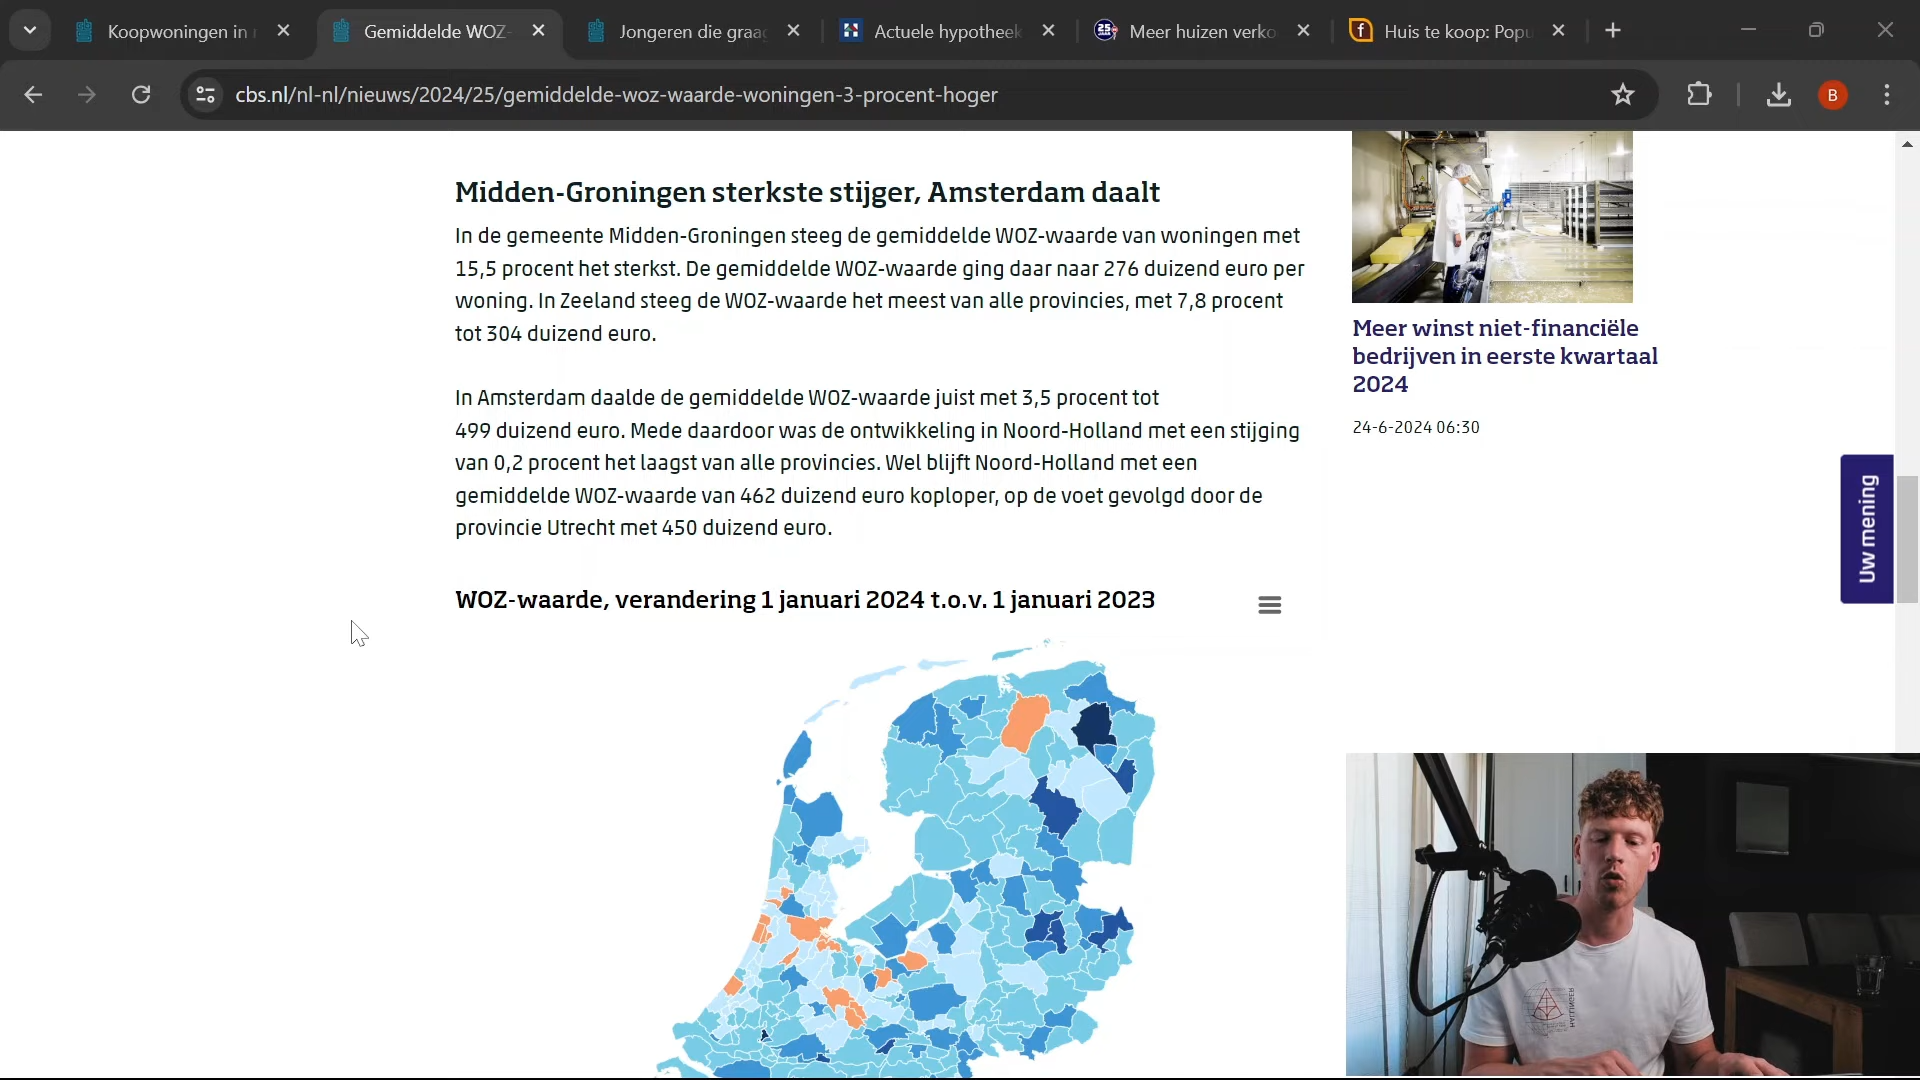 Koopwoningen in
Gemiddelde WOZ-
Jongeren die graa
Actuele hypotheek
Meer huizen verko
Huis te koop: Popu
cbs.nl/nl-nl/nieuws/2024/25/gemiddelde-woz-waarde-woningen-3-procent-hoger
B
Midden-Groningen sterkste stijger, Amsterdam daalt
In de gemeente Midden-Groningen steeg de gemiddelde WOZ-waarde van woningen met
15,5 procent het sterkst. De gemiddelde WOZ-waarde ging daar naar 276 duizend euro per
woning. In Zeeland steeg de WOZ-waarde het meest van alle provincies, met 7,8 procent
tot 304 duizend euro.
In Amsterdam daalde de gemiddelde WOZ-waarde juist met 3,5 procent tot
499 duizend euro. Mede daardoor was de ontwikkeling in Noord-Holland met een stijging
van 0,2 procent het laagst van alle provincies. Wel blijft Noord-Holland met een
gemiddelde WOZ-waarde van 462 duizend euro koploper, op de voet gevolgd door de
provincie Utrecht met 450 duizend euro.
WOZ-waarde, verandering 1 januari 2024 t.o.v. 1 januari 2023
Meer winst niet-financiële
bedrijven in eerste kwartaal
2024
24-6-2024 06:30
Uw mening